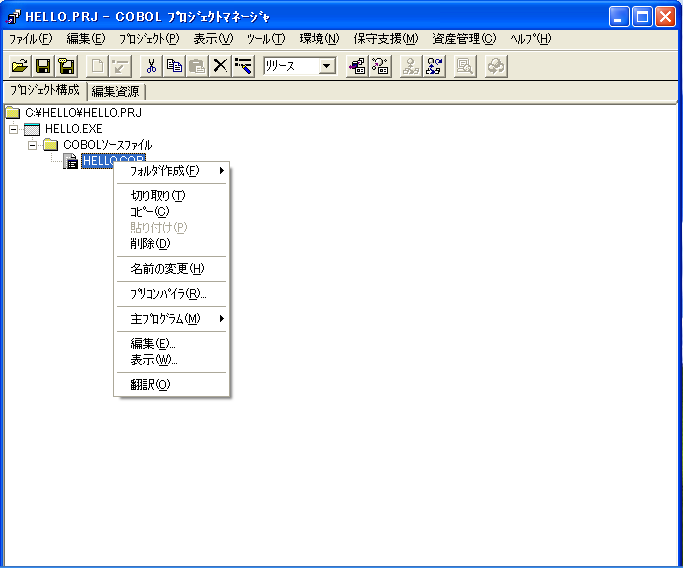 HELLO.PRJ - COBOL ﾌﾟﾛｼﾞｪｸﾄﾏﾈｰｼﾞｬ
ﾌｧｲﾙ(F) 編集(E) ﾌﾟﾛｼﾞｪｸﾄ(P) 表示(V) ﾂｰﾙ(T) 環境(N) 保守支援(M) 資産管理(C) ﾍﾙﾌﾟ(H)
ﾘﾘｰｽ
ﾌﾟﾛｼﾞｪｸﾄ構成 編集資源
C:¥HELLO¥HELLO.PRJ
HELLO.EXE
COBOLｿｰｽﾌｧｲﾙ
HELLO.COB
ﾌｫﾙﾀﾞ作成(F)
切り取り(T)
ｺﾋﾟｰ(C)
貼り付け(P)
削除(D)
名前の変更(H)
ﾌﾟﾘｺﾝﾊﾟｲﾗ(R)...
主ﾌﾟﾛｸﾞﾗﾑ(M)
編集(E)...
表示(W)...
翻訳(O)